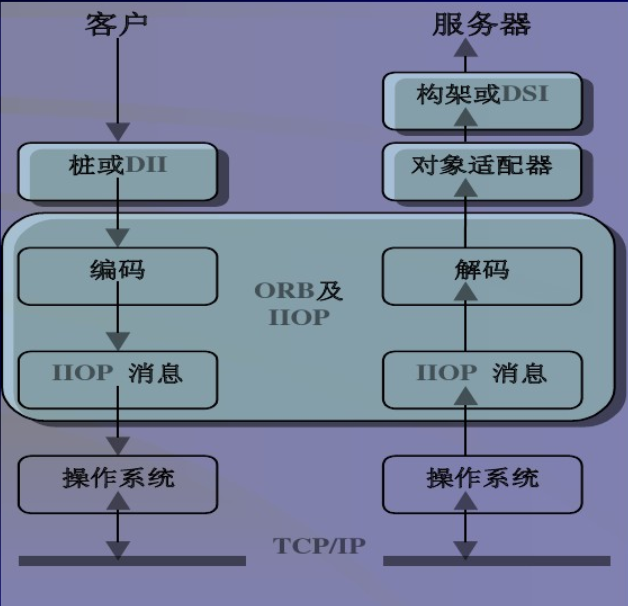 客户
服务器
构架或DSI
桩或DII
对象适配器
编码
ORB及
IIOP
解码
IIOP 消息
IIOP 消息
操作系统
操作系统
TCP/IP